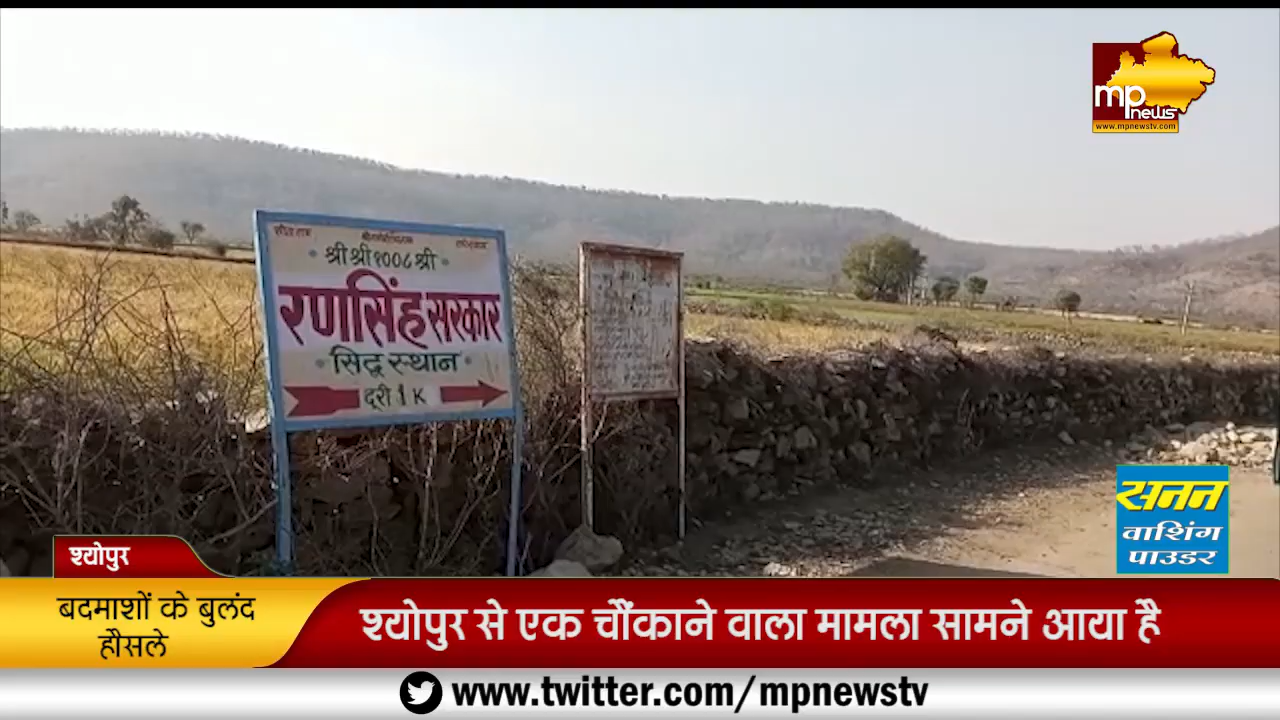 mp
news
www.mpnewstv.com
श्री श्री १००८ श्री
रणसिंह सरकार
सिद्ध स्थान
दूरी 1 K
सनन
वाशिंग
पाउडर
श्योपुर
बदमाशों के बुलंद
हौसले
श्योपुर से एक चौंकाने वाला मामला सामने आया है
www.twitter.com/mpnewstv